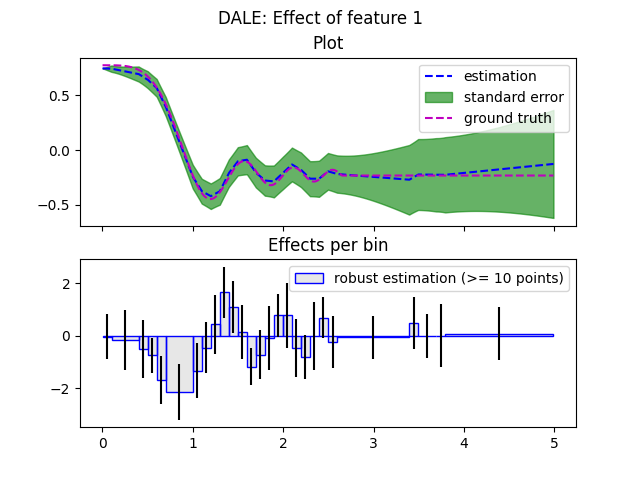 DALE: Effect of feature 1
Plot
estimation
standard error
ground truth
0.5
0.0
−0.5
Effects per bin
robust estimation (>= 10 points)
2
0
−2
0 1 2 3 4 5